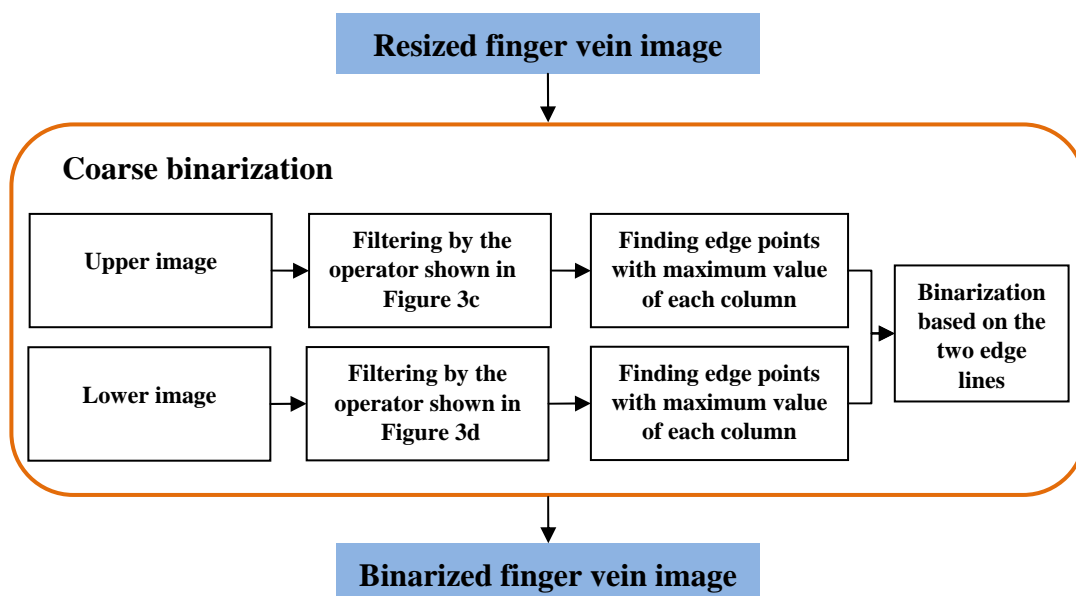 Resized finger vein image
Coarse binarization
Upper image
Filtering by the
operator shown in
Figure 3c
Finding edge points
with maximum value
of each column
Lower image
Filtering by the
operator shown in
Figure 3d
Finding edge points
with maximum value
of each column
Binarization
based on the
two edge
lines
Binarized finger vein image